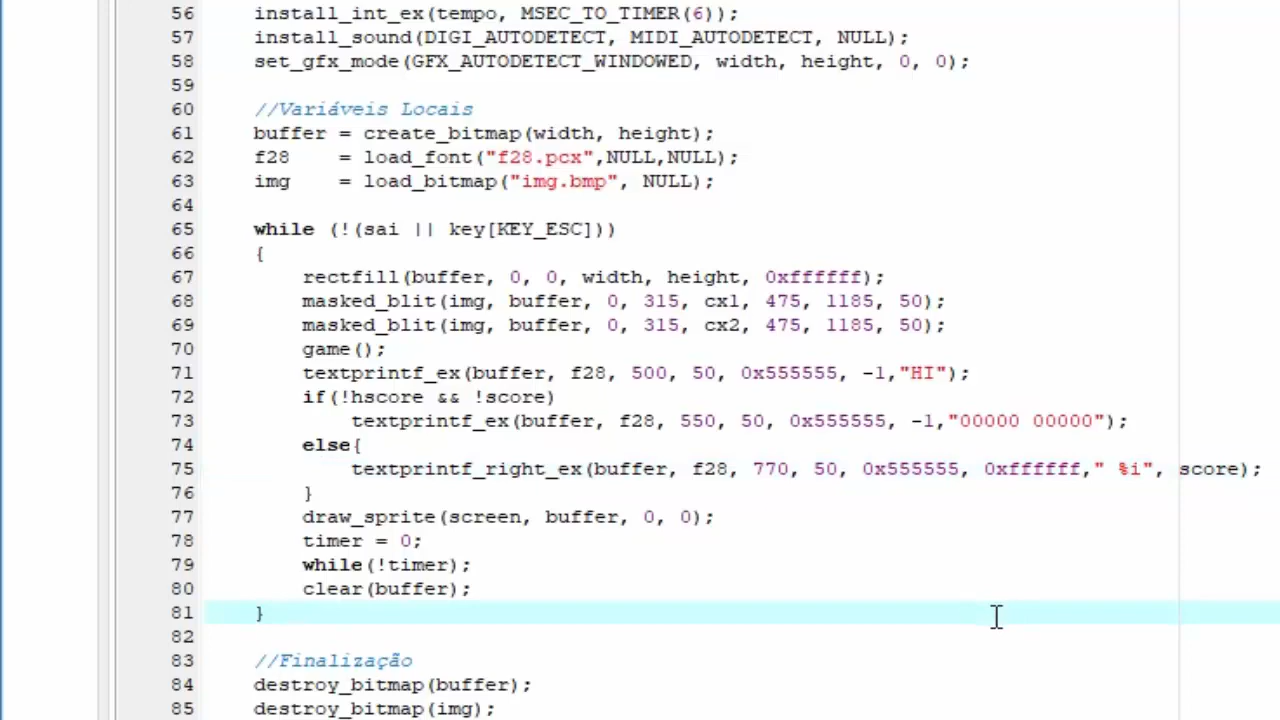 56 install_int_ex(tempo, MSEC_TO_TIMER(6));
57 install_sound(DIGI_AUTODETECT, MIDI_AUTODETECT, NULL);
58 set_gfx_mode(GFX_AUTODETECT_WINDOWED, width, height, 0, 0);
59
60 //Variáveis Locais
61 buffer = create_bitmap(width, height);
62 f28    = load_font("f28.pcx",NULL,NULL);
63 img    = load_bitmap("img.bmp", NULL);
64
65 while (!(sai || key[KEY_ESC]))
66 {
67     rectfill(buffer, 0, 0, width, height, 0xffffff);
68     masked_blit(img, buffer, 0, 315, cx1, 475, 1185, 50);
69     masked_blit(img, buffer, 0, 315, cx2, 475, 1185, 50);
70     game();
71     textprintf_ex(buffer, f28, 500, 50, 0x555555, -1,"HI");
72     if(!hscore && !score)
73         textprintf_ex(buffer, f28, 550, 50, 0x555555, -1,"00000 00000");
74     else{
75         textprintf_right_ex(buffer, f28, 770, 50, 0x555555, 0xffffff," %i", score);
76     }
77     draw_sprite(screen, buffer, 0, 0);
78     timer = 0;
79     while(!timer);
80     clear(buffer);
81 }
82
83 //Finalização
84 destroy_bitmap(buffer);
85 destroy_bitmap(img);